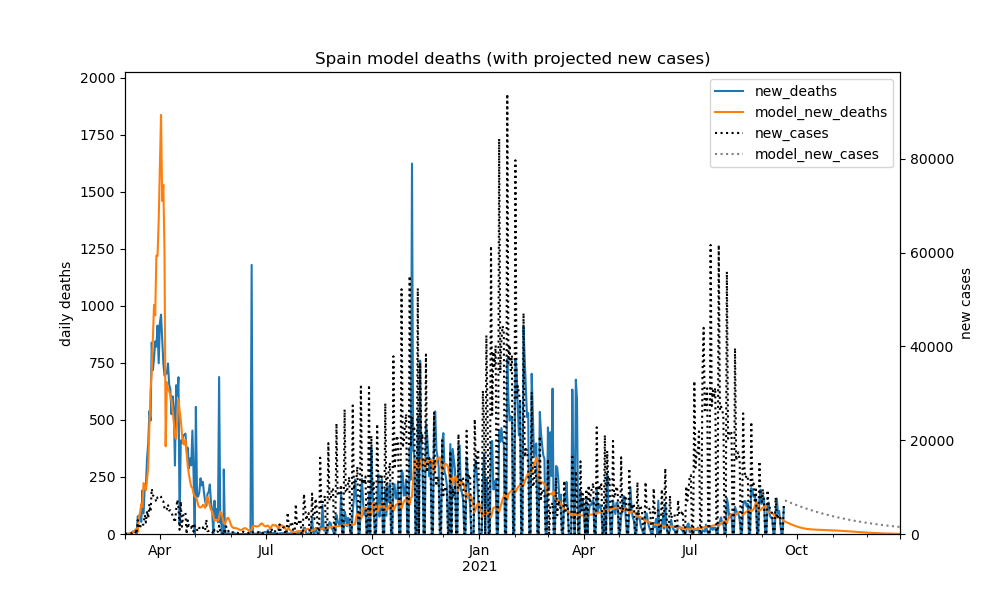 Spain model deaths (with projected new cases)
2000
1750
1500
1250
1000
750
500
250
0
daily deaths
new_deaths
model_new_deaths
new_cases
model_new_cases
80000
60000
40000
20000
0
new cases
Apr
Jul
Oct
Jan
2021
Apr
Jul
Oct